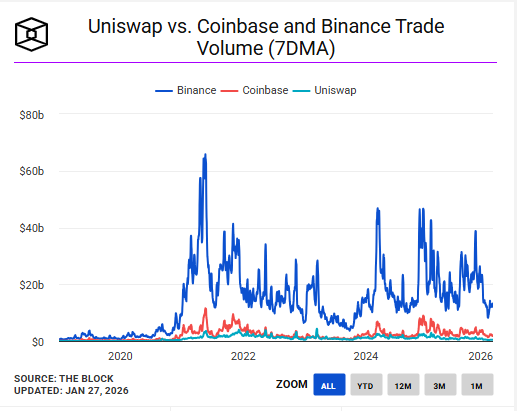 Uniswap vs. Coinbase and Binance Trade
Volume (7DMA)
Binance Coinbase Uniswap
$80b
$60b
$40b
$20b
$0
2020 2022 2024 2026
SOURCE: THE BLOCK
UPDATED: JAN 27, 2026
ZOOM ALL YTD 12M 3M 1M